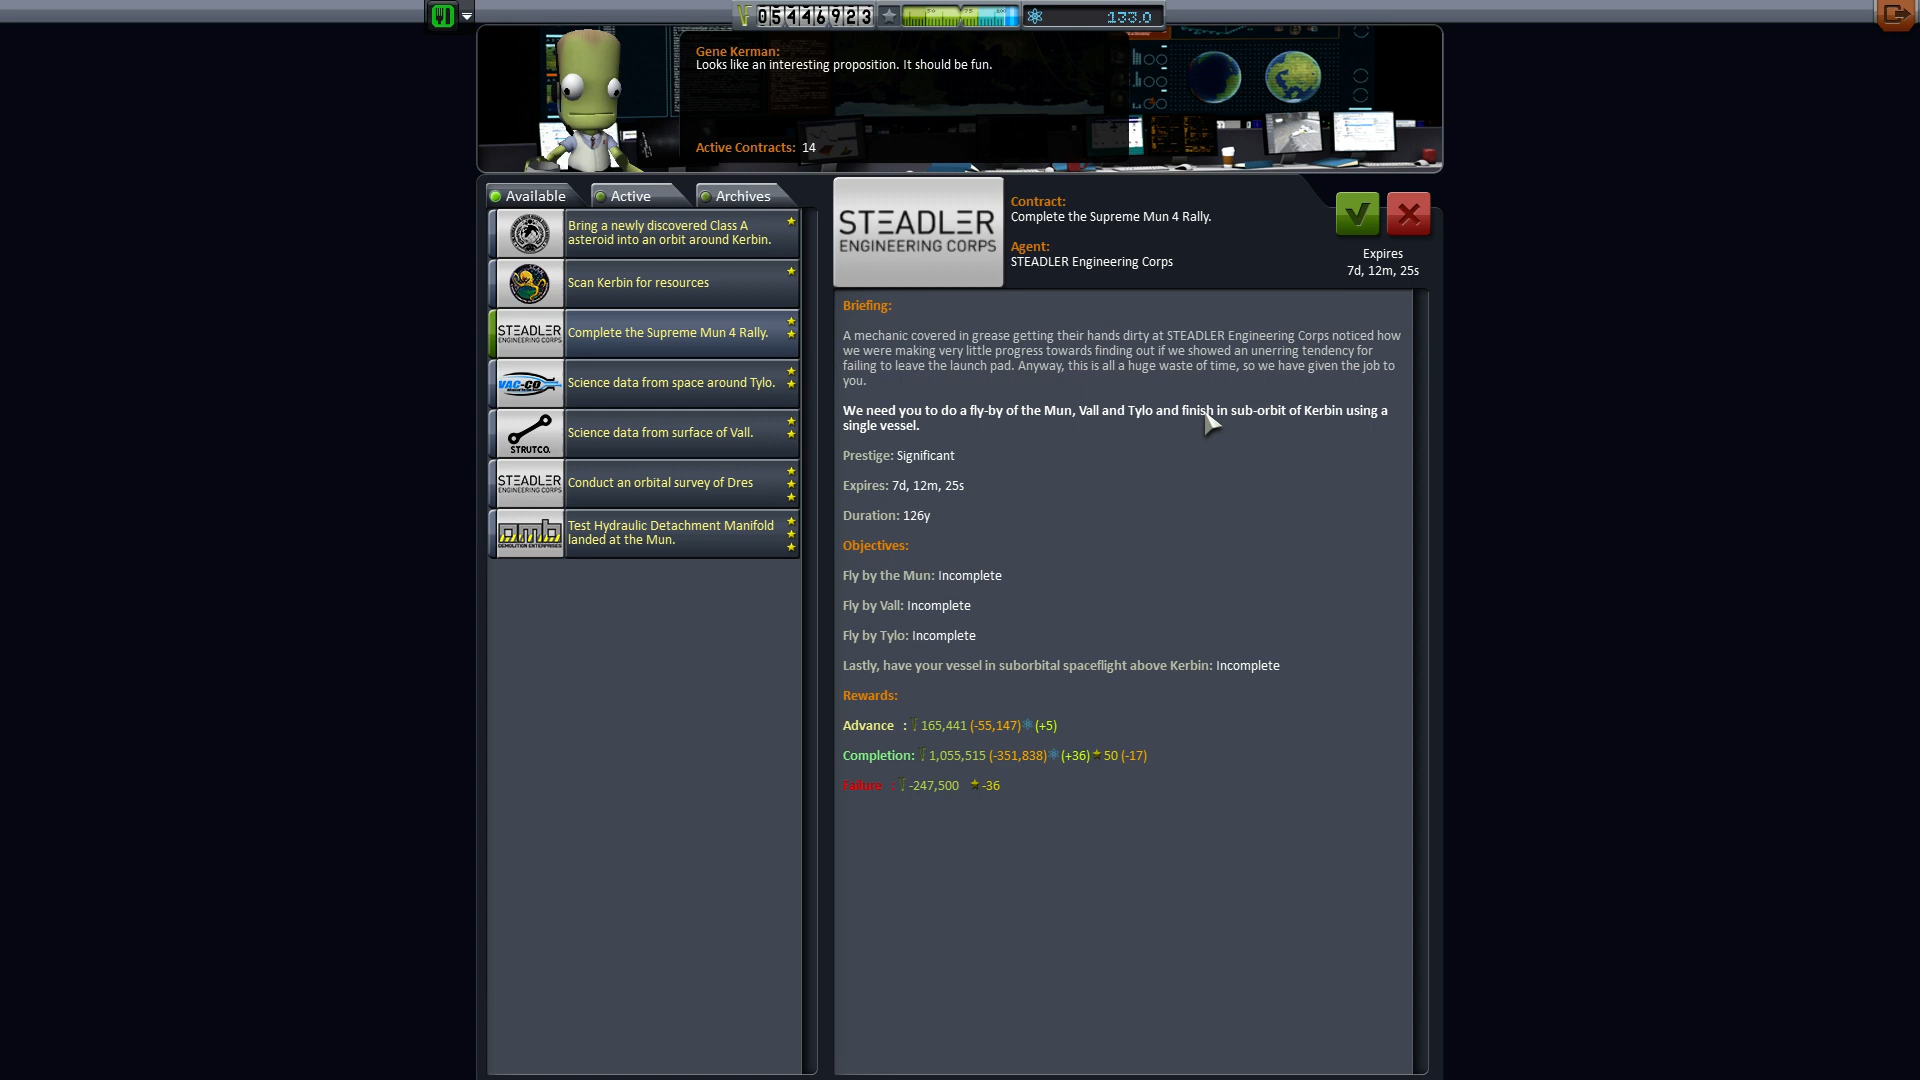 05446923
50 75 100
133.0
Gene Kerman:
Looks like an interesting proposition. It should be fun.
Active Contracts: 14
Available
Active
Archives
Bring a newly discovered Class A
asteroid into an orbit around Kerbin.
Scan Kerbin for resources
STEADLER
ENGINEERING CORPS
Complete the Supreme Mun 4 Rally.
VAC-CO
Science data from space around Tylo.
STRUTCO.
Science data from surface of Vall.
STEADLER
ENGINEERING CORPS
Conduct an orbital survey of Dres
DEMOLITION ENTERPRISES
Test Hydraulic Detachment Manifold
landed at the Mun.
STEADLER
ENGINEERING CORPS
Contract:
Complete the Supreme Mun 4 Rally.
Agent:
STEADLER Engineering Corps
Expires
7d, 12m, 25s
Briefing:
A mechanic covered in grease getting their hands dirty at STEADLER Engineering Corps noticed how
we were making very little progress towards finding out if we showed an unerring tendency for
failing to leave the launch pad. Anyway, this is all a huge waste of time, so we have given the job to
you.
We need you to do a fly-by of the Mun, Vall and Tylo and finish in sub-orbit of Kerbin using a
single vessel.
Prestige: Significant
Expires: 7d, 12m, 25s
Duration: 126y
Objectives:
Fly by the Mun: Incomplete
Fly by Vall: Incomplete
Fly by Tylo: Incomplete
Lastly, have your vessel in suborbital spaceflight above Kerbin: Incomplete
Rewards:
Advance : 165,441 (-55,147) (+5)
Completion: 1,055,515 (-351,838) (+36) 50 (-17)
Failure : -247,500 -36